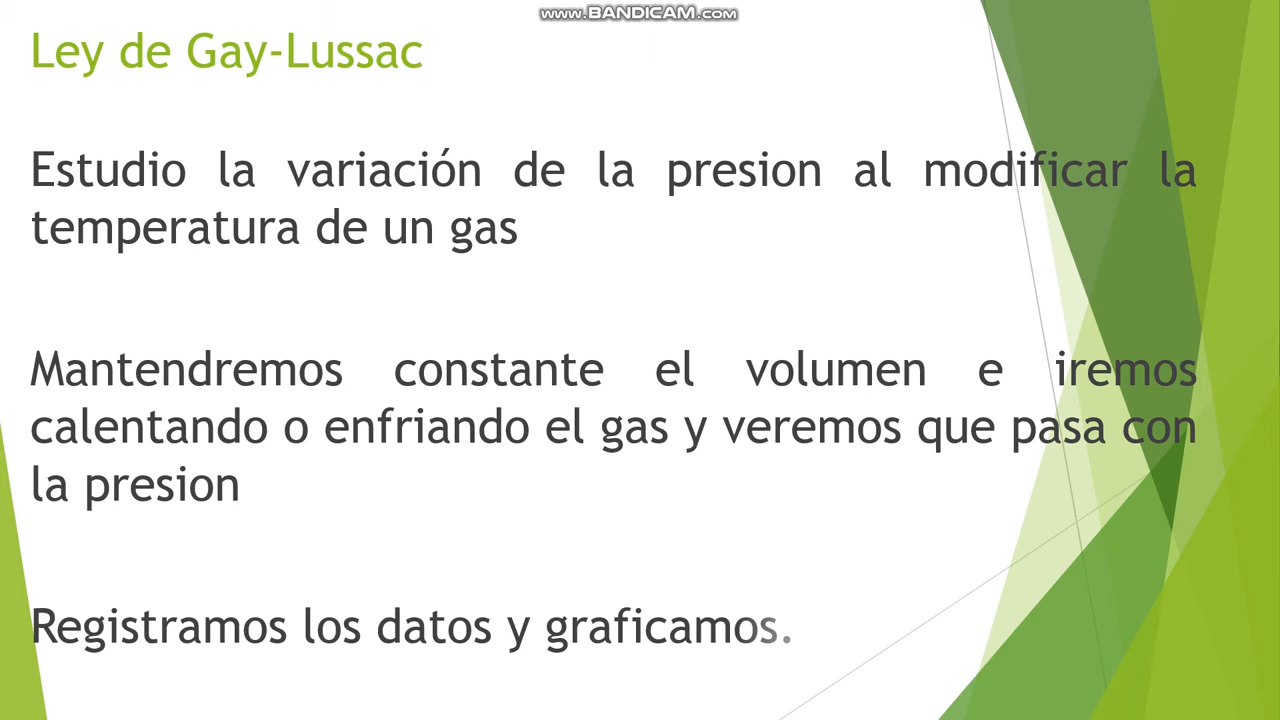 www.BANDICAM.com
Ley de Gay-Lussac
Estudio la variación de la presion al modificar la
temperatura de un gas
Mantendremos constante el volumen e iremos
calentando o enfriando el gas y veremos que pasa con
la presion
Registramos los datos y graficamos.